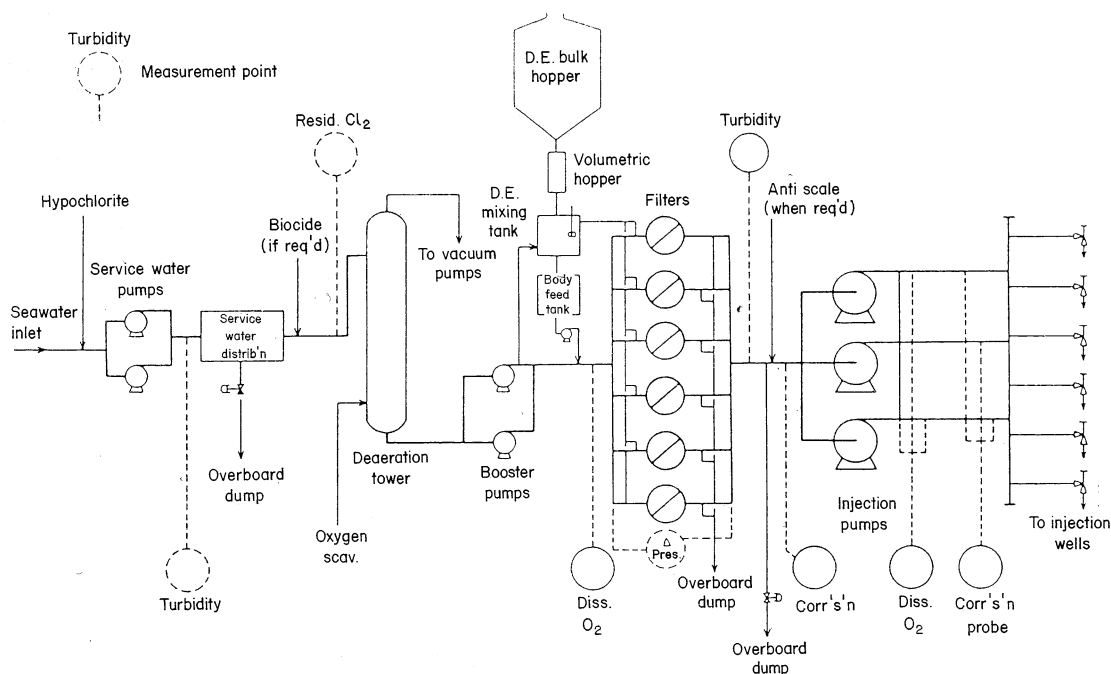 Turbidity
Measurement point
D.E. bulk
hopper
Resid. Cl₂
Turbidity
Volumetric
hopper
Hypochlorite
D.E.
mixing
tank
Filters
Anti scale
(when req'd)
Biocide
(if req'd)
To vacuum
pumps
Service water
pumps
Body
feed
tank
Seawater
inlet
Service
water
distrib'n
Overboard
dump
Deaeration
tower
Booster
pumps
Injection pumps
To injection
wells
Oxygen
scav.
Δ
Pres.
Turbidity
Diss.
O₂
Overboard
dump
Corr's'n
Diss.
O₂
Corr's'n
probe
Overboard
dump